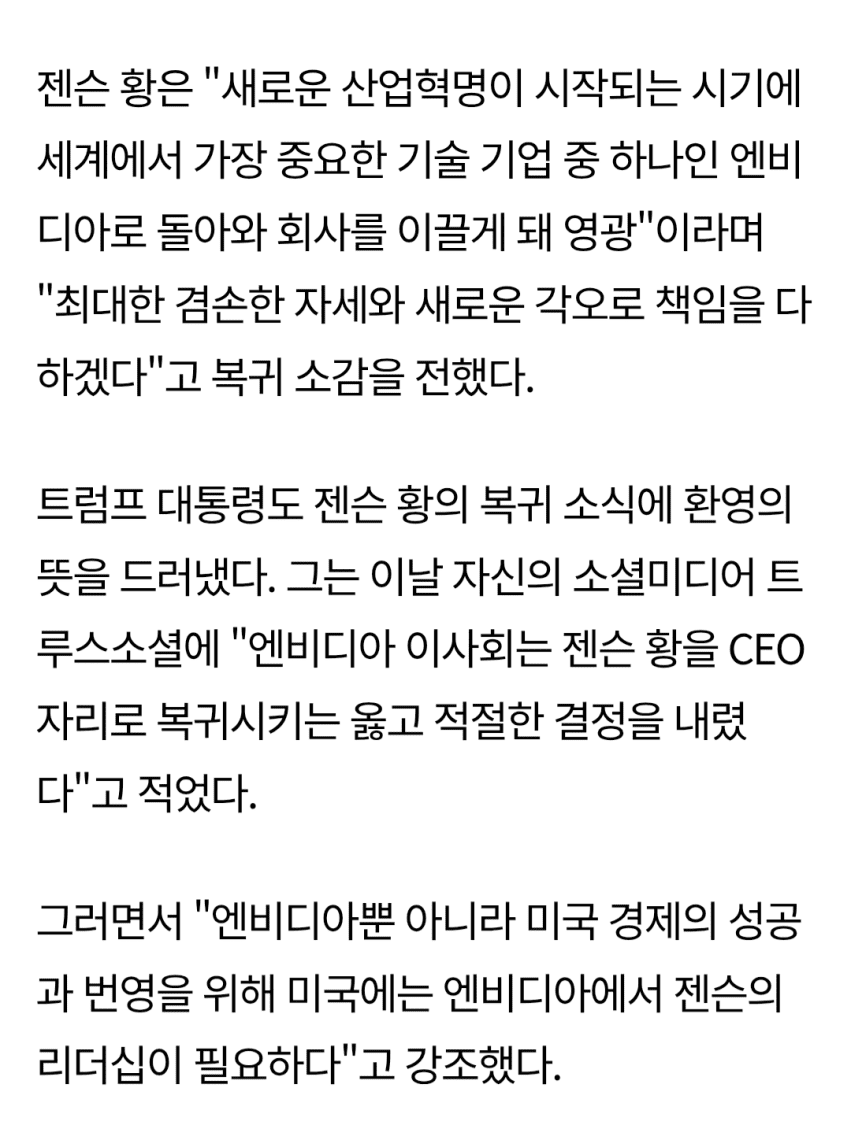 젠슨 황은 "새로운 산업혁명이 시작되는 시기에
세계에서 가장 중요한 기술 기업 중 하나인 엔비
디아로 돌아와 회사를 이끌게 돼 영광"이라며
"최대한 겸손한 자세와 새로운 각오로 책임을 다
하겠다"고 복귀 소감을 전했다.
트럼프 대통령도 젠슨 황의 복귀 소식에 환영의
뜻을 드러냈다. 그는 이날 자신의 소셜미디어 트
루스소셜에 "엔비디아 이사회는 젠슨 황을 CEO
자리로 복귀시키는 옳고 적절한 결정을 내렸
다"고 적었다.
그러면서 "엔비디아뿐 아니라 미국 경제의 성공
과 번영을 위해 미국에는 엔비디아에서 젠슨의
리더십이 필요하다"고 강조했다.